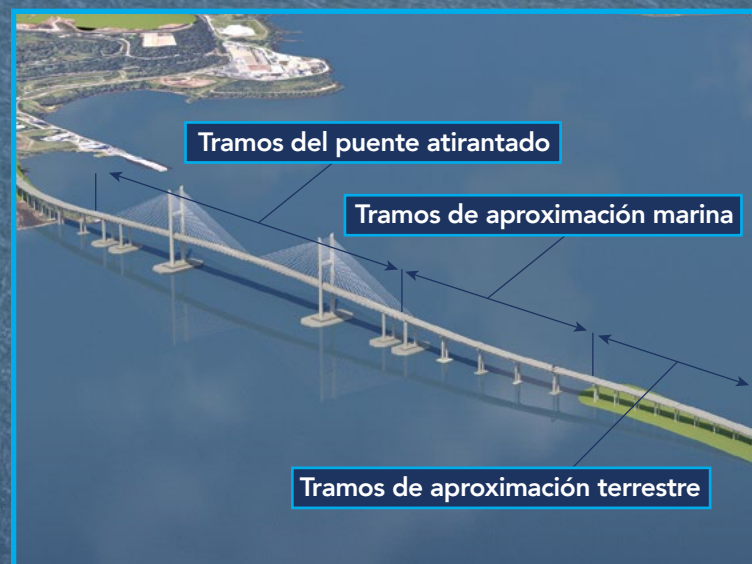 Tramos del puente atirantado
Tramos de aproximación marina
Tramos de aproximación terrestre